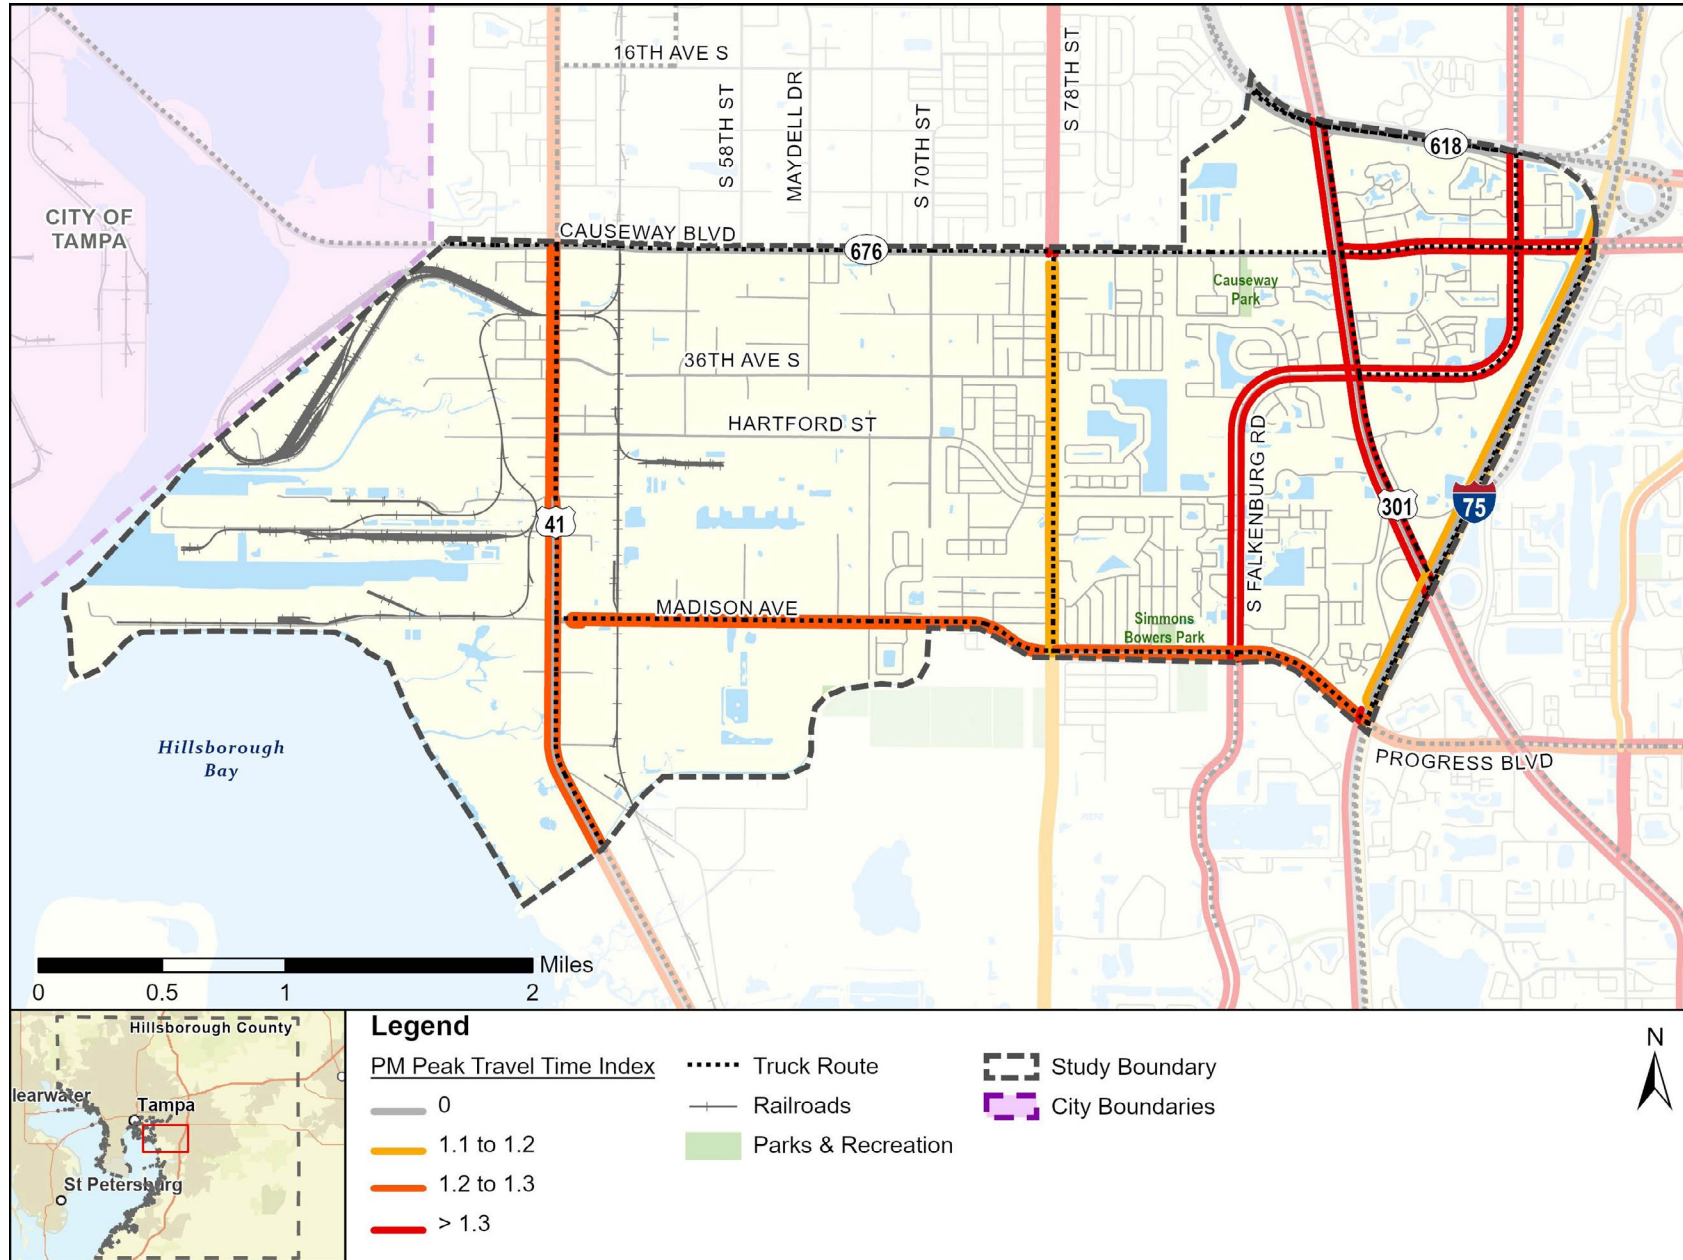 16TH AVE S
S 58TH ST
MAYDELL DR
S 70TH ST
S 78TH ST
618
CITY OF
TAMPA
CAUSEWAY BLVD
676
Causeway
Park
36TH AVE S
HARTFORD ST
S FALKENBURG RD
41
301
75
MADISON AVE
Simmons
Bowers Park
Hillsborough
Bay
PROGRESS BLVD
Miles
0 0.5 1 2
Hillsborough County
learwater
Tampa
St Petersburg
Legend
PM Peak Travel Time Index
0
1.1 to 1.2
1.2 to 1.3
> 1.3
Truck Route
Railroads
Parks & Recreation
Study Boundary
City Boundaries
N